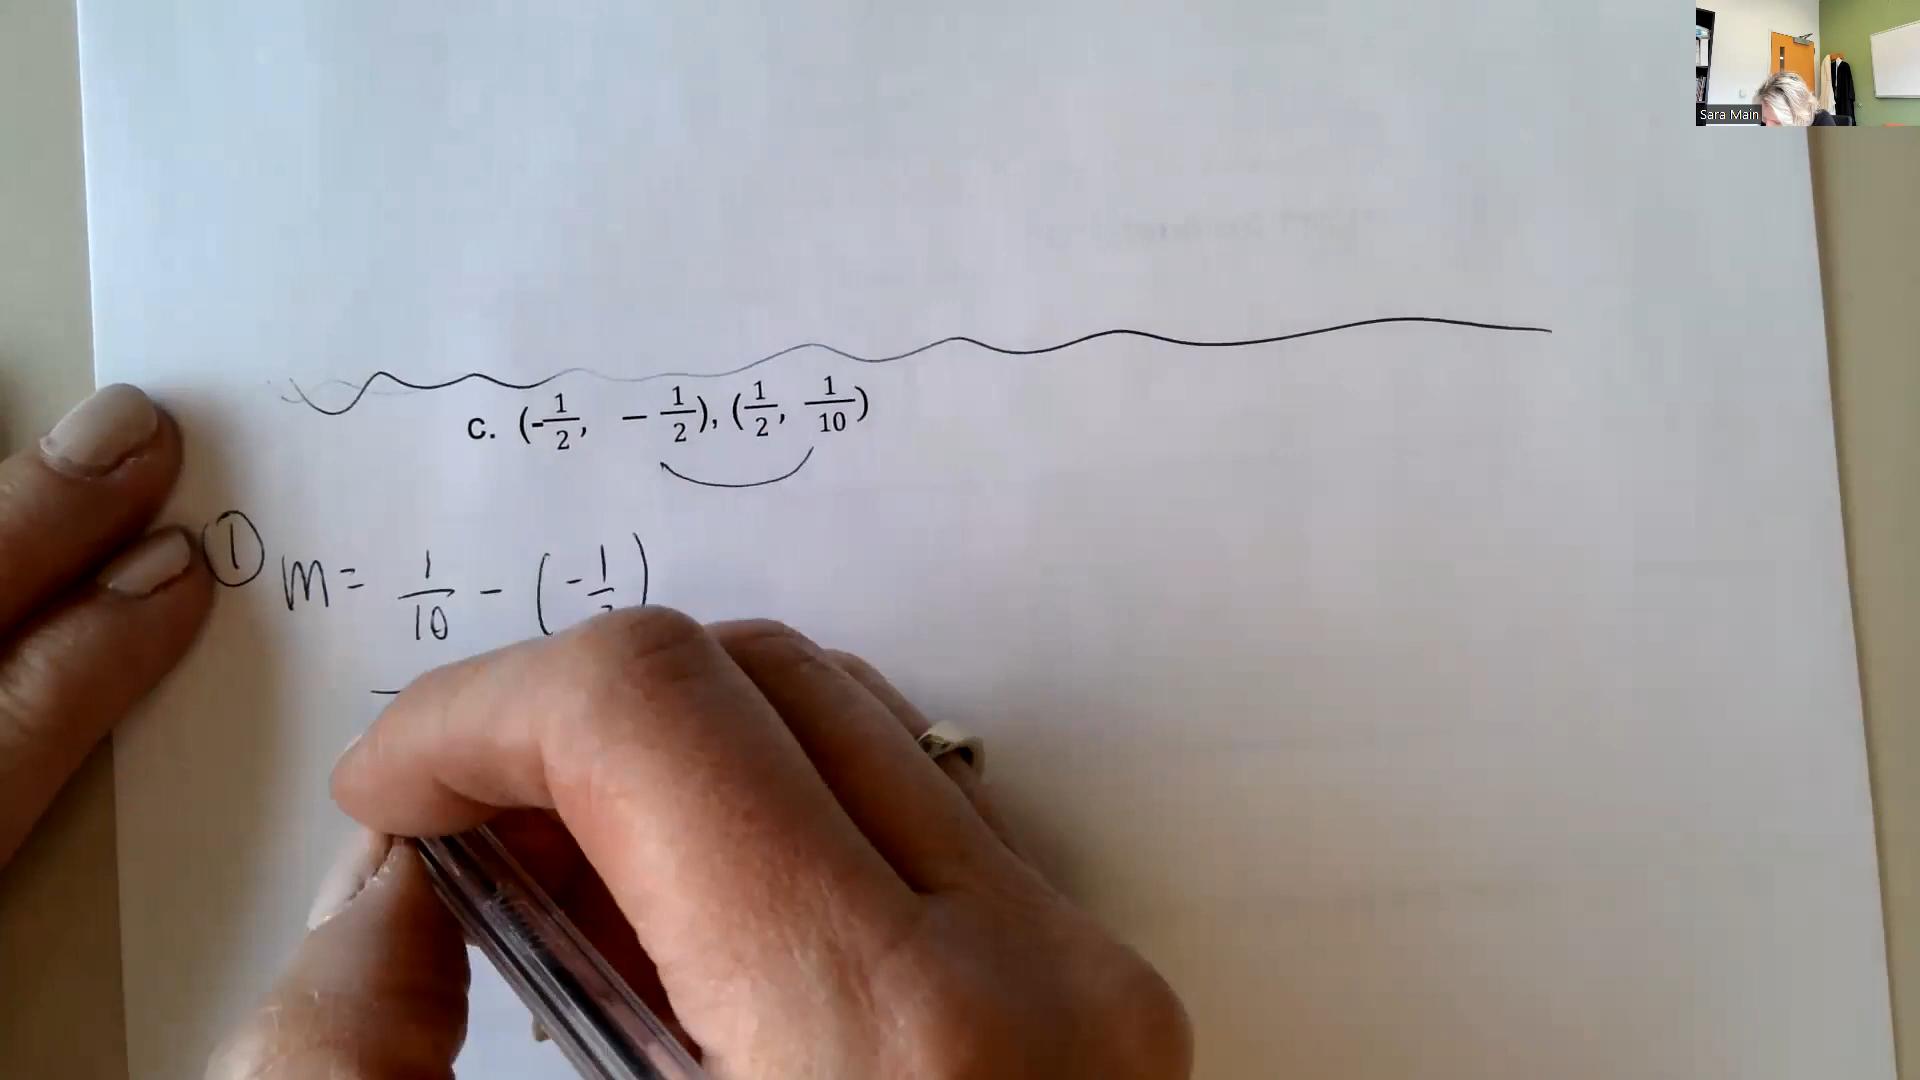 Sara Main
c. (-1/2, - 1/2), (1/2, 1/10)
① m = 1/10 - (-1/